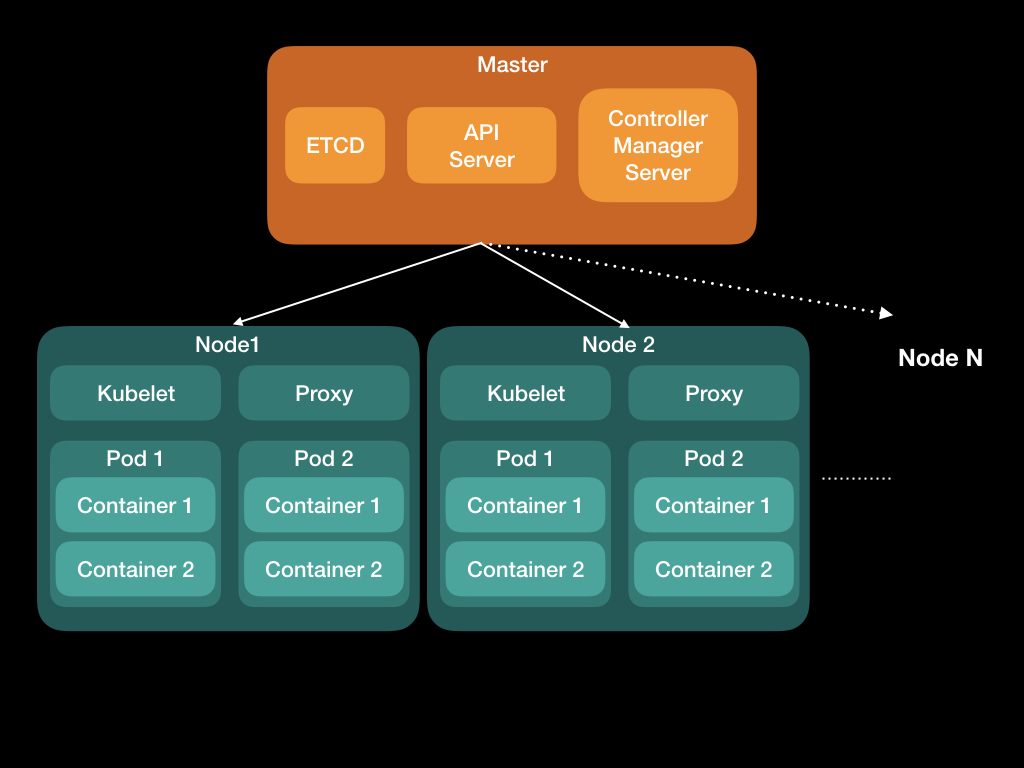 Master
ETCD
API
Server
Controller
Manager
Server
Node1
Kubelet
Proxy
Pod 1
Container 1
Container 2
Pod 2
Container 1
Container 2
Node 2
Kubelet
Proxy
Pod 1
Container 1
Container 2
Pod 2
Container 1
Container 2
Node N